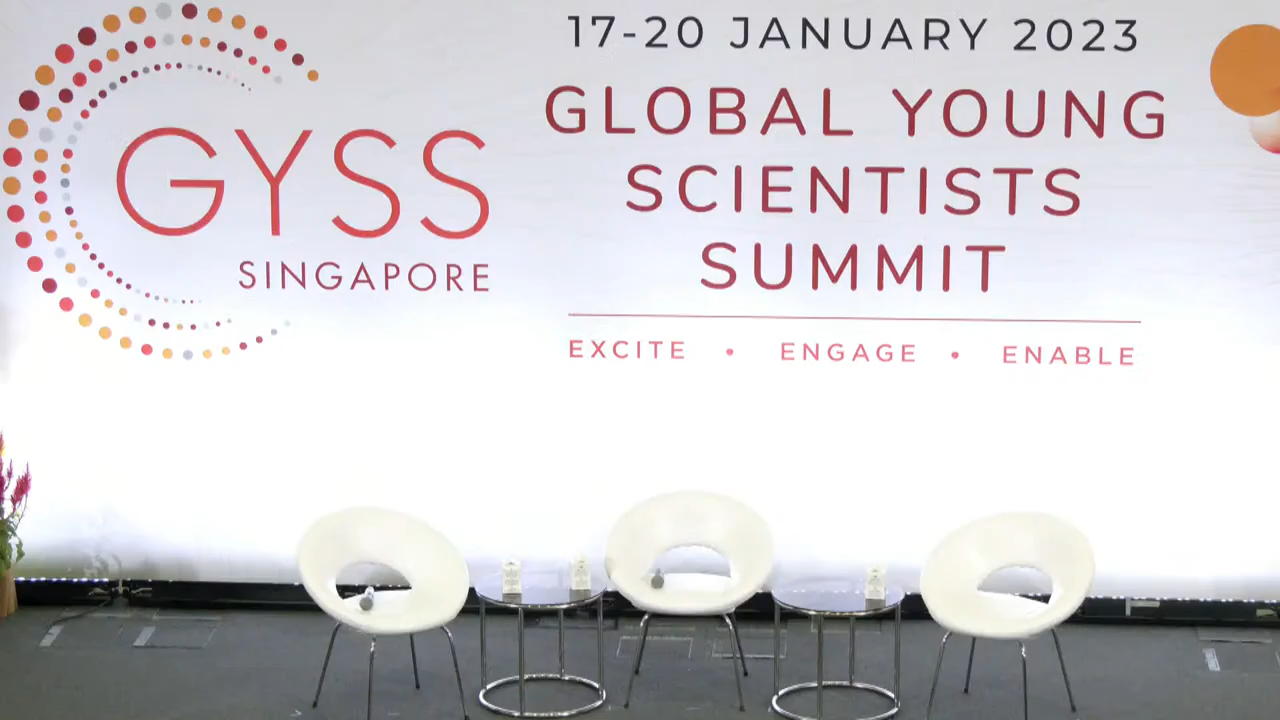 GYSS
SINGAPORE
17-20 JANUARY 2023
GLOBAL YOUNG
SCIENTISTS
SUMMIT
EXCITE • ENGAGE • ENABLE